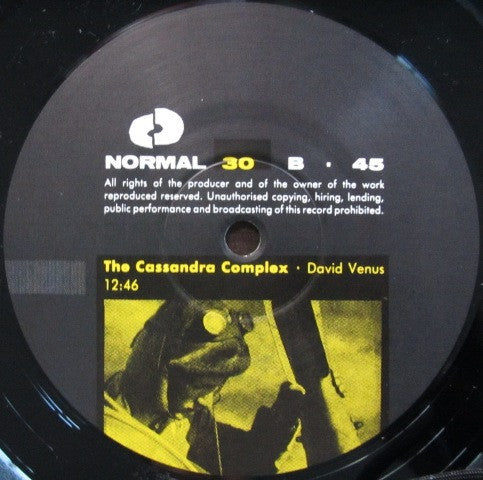 NORMAL 30 B · 45
All rights of the producer and of the owner of the work
reproduced reserved. Unauthorised copying, hiring, lending,
public performance and broadcasting of this record prohibited.
The Cassandra Complex · David Venus
12:46